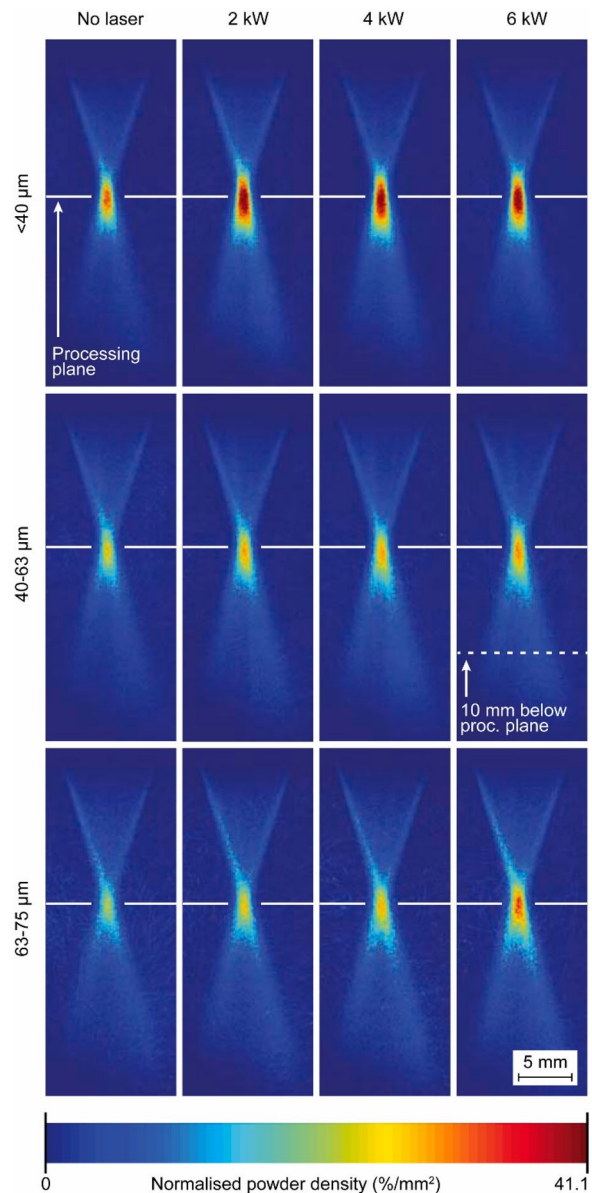 No laser 2 kW 4 kW 6 kW
<40 µm
Processing
plane
40-63 µm
10 mm below
proc. plane
63-75 µm
5 mm
0 Normalised powder density (%/mm²) 41.1